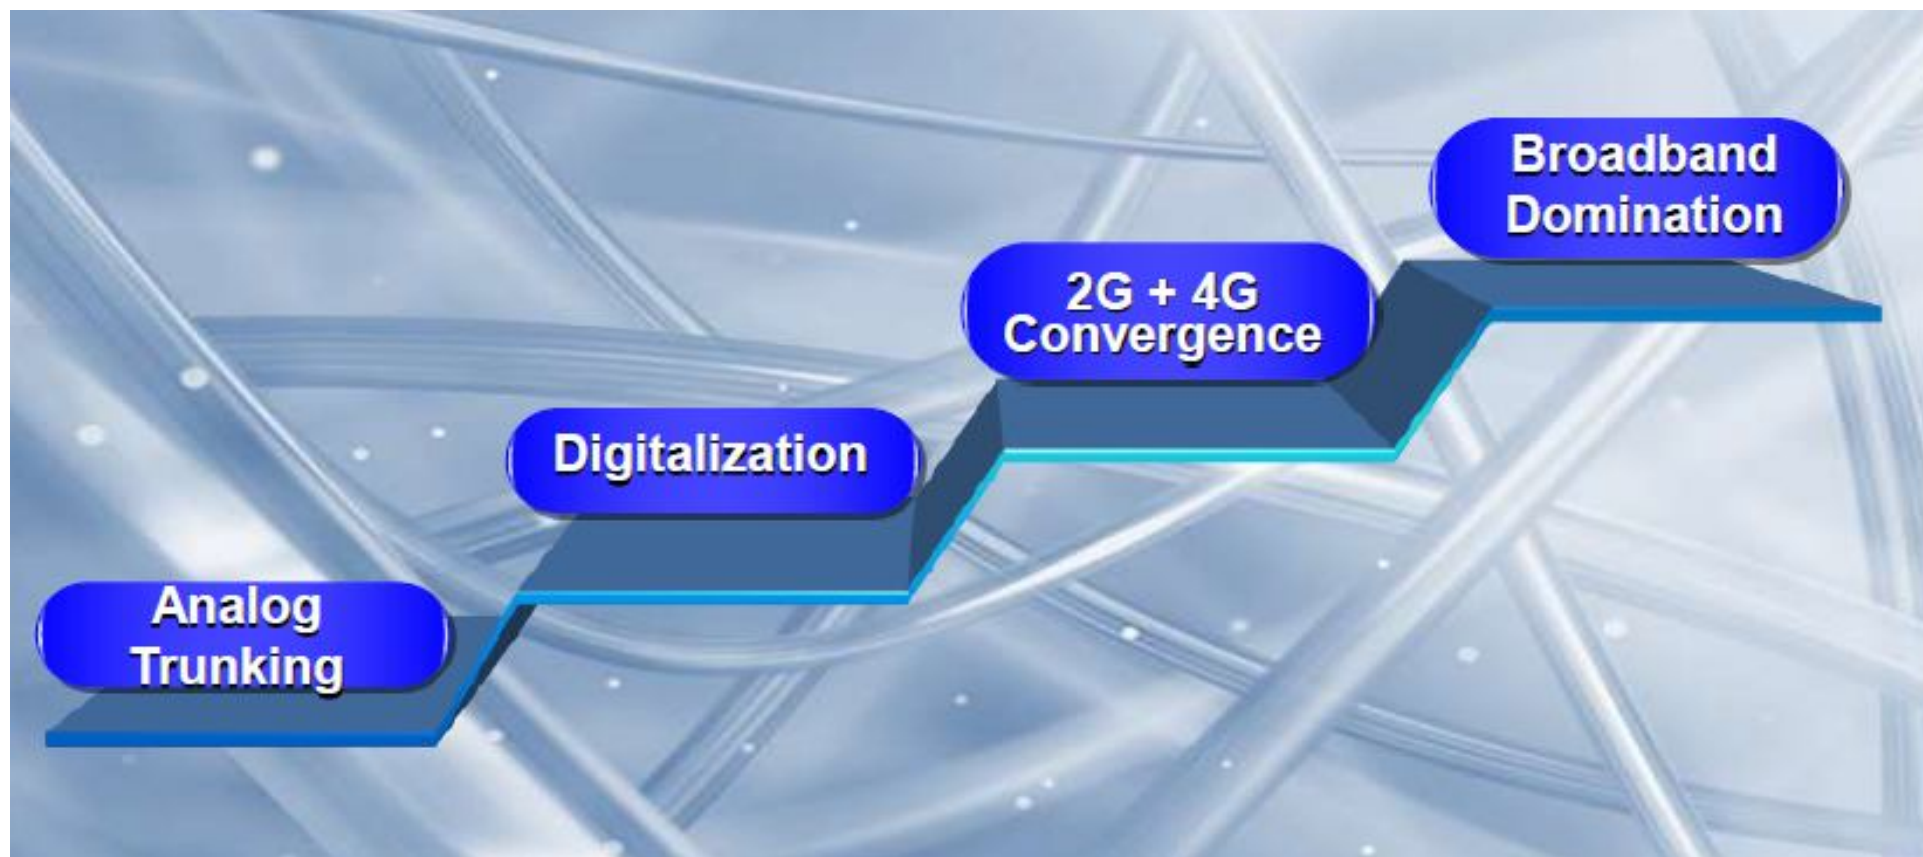 Broadband
Domination
2G + 4G
Convergence
Digitalization
Analog
Trunking